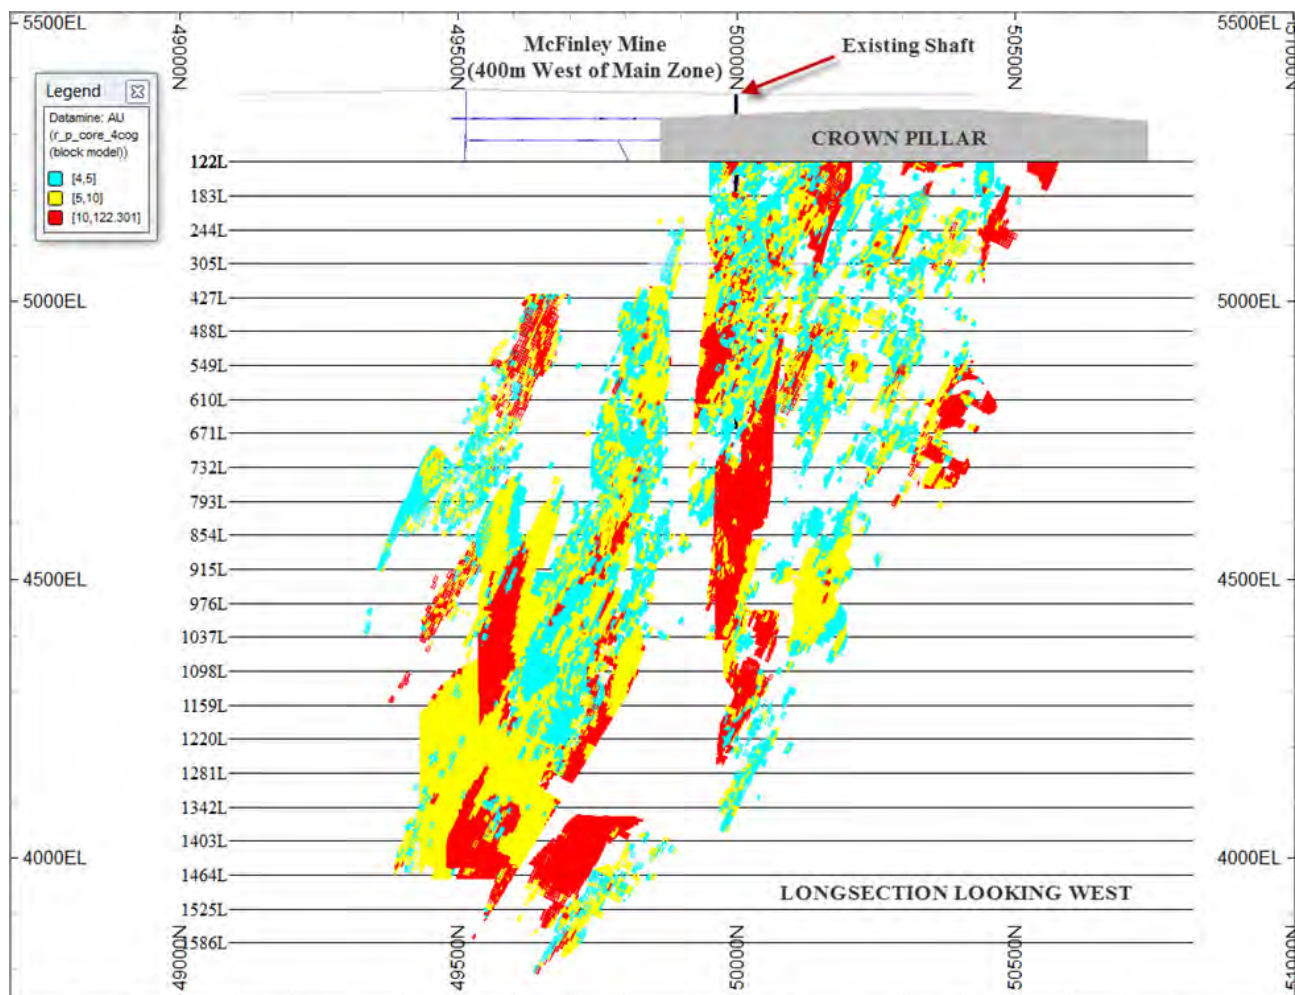 5500EL
49000N
49500N
50000N
50500N
5500EL
McFinley Mine
(400m West of Main Zone)
Existing Shaft
Legend
Datamine: AU
(r_p_core_4cog
(block model))
[4,5]
[5,10]
[10,122.301]
CROWN PILLAR
122L
183L
244L
305L
5000EL
5000EL
427L
488L
549L
610L
671L
732L
793L
854L
915L
4500EL
4500EL
976L
1037L
1098L
1159L
1220L
1281L
1342L
1403L
4000EL
4000EL
1464L
LONGSECTION LOOKING WEST
1525L
1586L
49000N
49500N
50000N
50500N